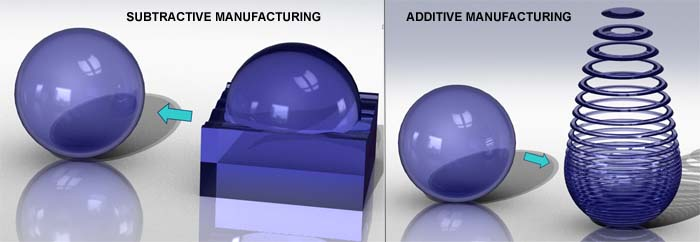 SUBTRACTIVE MANUFACTURING
ADDITIVE MANUFACTURING